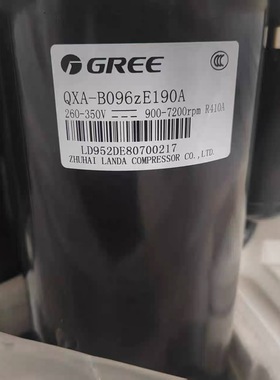 GREE
QXA-B096zE190A
260-350V 900-7200rpm R410A
LD952DE80700217
ZHUHAI LANDA COMPRESSOR CO.,LTD.